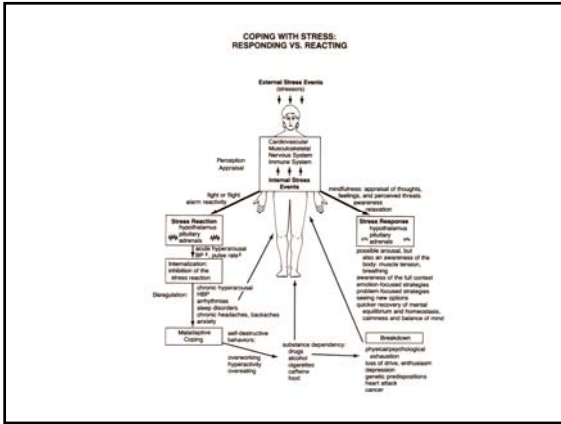 COPING WITH STRESS:
RESPONDING VS. REACTING
External Stress Events
(stressors)
Cardiovascular
Musculoskeletal
Nervous System
Immune System
Internal Stress
Events
Perception
Appraisal
fight or flight
alarm reactivity
mindfulness: appraisal of thoughts,
feelings, and perceived threats
awareness
relaxation
Stress Reaction
hypothalamus
pituitary
adrenals
acute hyperarousal
BP ⇧, pulse rate ⇧
Internalization:
inhibition of the
stress reaction
Disregulation
chronic hyperarousal
HBP
arrhythmias
sleep disorders
chronic headaches, backaches
anxiety
Maladaptive
Coping
self-destructive
behaviors:
overworking
hyperactivity
overeating
substance dependency:
drugs
alcohol
cigarettes
caffeine
food
Stress Response
hypothalamus
pituitary
adrenals
possible arousal, but
also an awareness of the
body: muscle tension,
breathing
awareness of the full context
emotion-focused strategies
problem-focused strategies
seeing new options
quicker recovery of mental
equilibrium and homeostasis,
calmness and balance of mind
Breakdown
physical/psychological
exhaustion
loss of drive, enthusiasm
depression
genetic predispositions
heart attack
cancer